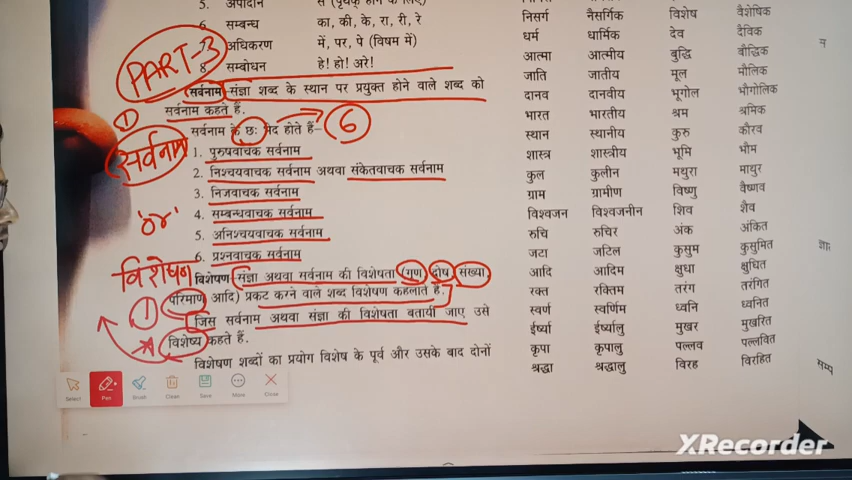 5. अपादान
6 सम्बन्ध का, की, के, रा, री, रे
7 अधिकरण में, पर, पे (विषम में)
8 सम्बोधन हे! हो! अरे!
PART-3
सर्वनाम संज्ञा शब्द के स्थान पर प्रयुक्त होने वाले शब्द को
सर्वनाम कहते हैं.
① सर्वनाम
सर्वनाम के छः भेद होते हैं- 6
1. पुरुषवाचक सर्वनाम
2. निश्चयवाचक सर्वनाम अथवा संकेतवाचक सर्वनाम
3. निजवाचक सर्वनाम
4. सम्बन्धवाचक सर्वनाम
'or'
5. अनिश्चयवाचक सर्वनाम
6. प्रश्नवाचक सर्वनाम
विशेषण
विशेषण-संज्ञा अथवा सर्वनाम की विशेषता (गुण, दोष, संख्या,
परिमाण आदि) प्रकट करने वाले शब्द विशेषण कहलाते हैं.
जिस सर्वनाम अथवा संज्ञा की विशेषता बतायी जाए उसे
विशेष्य कहते हैं.
विशेषण शब्दों का प्रयोग विशेष के पूर्व और उसके बाद दोनों
निसर्ग नैसर्गिक विशेष वैशेषिक
धर्म धार्मिक देव दैविक
आत्मा आत्मीय बुद्धि बौद्धिक
जाति जातीय मूल मौलिक
दानव दानवीय भूगोल भौगोलिक
भारत भारतीय श्रम श्रमिक
स्थान स्थानीय कुरु कौरव
शास्त्र शास्त्रीय भूमि भौम
कुल कुलीन मथुरा माथुर
ग्राम ग्रामीण विष्णु वैष्णव
विश्वजन विश्वजनीन शिव शैव
रुचि रुचिर अंक अंकित
जटा जटिल कुसुम कुसुमित
आदि आदिम क्षुधा क्षुधित
रक्त रक्तिम तरंग तरंगित
स्वर्ण स्वर्णिम ध्वनि ध्वनित
ईर्ष्या ईर्ष्यालु मुखर मुखरित
कृपा कृपालु पल्लव पल्लवित
श्रद्धा श्रद्धालु विरह विरहित
Select Pen Brush Clean Save More Close
XRecorder